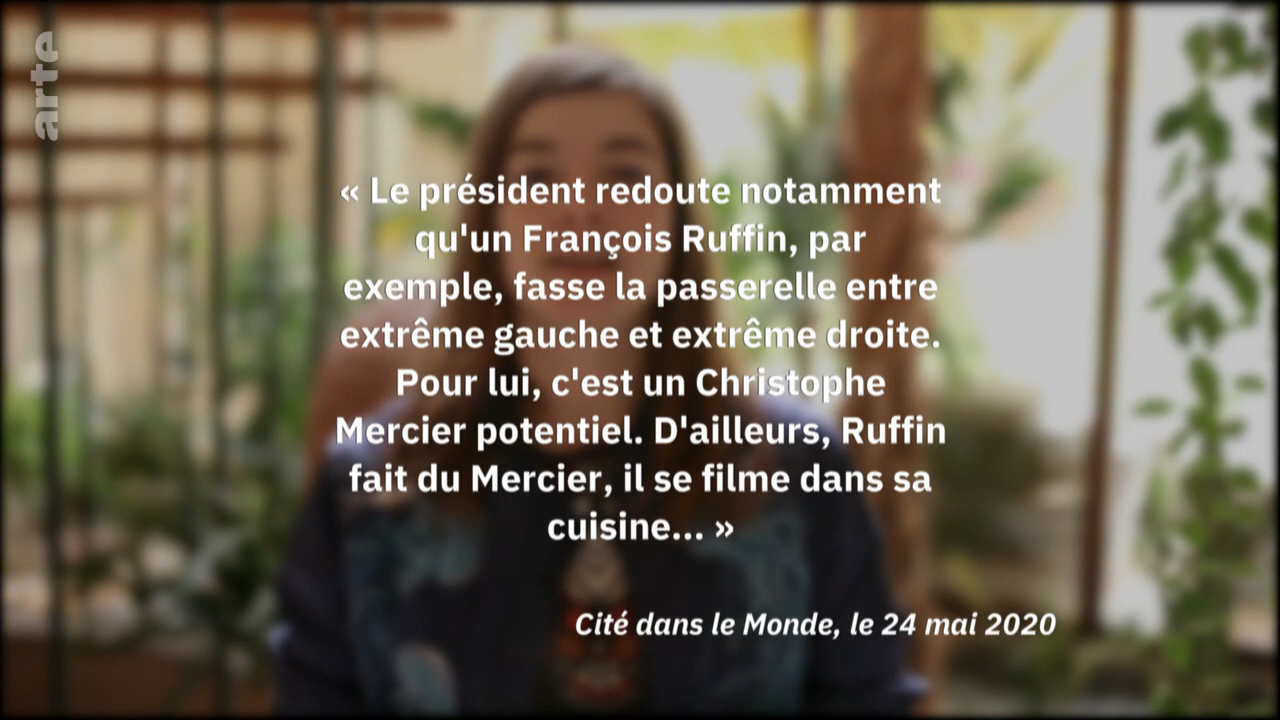 arte
« Le président redoute notamment
qu'un François Ruffin, par
exemple, fasse la passerelle entre
extrême gauche et extrême droite.
Pour lui, c'est un Christophe
Mercier potentiel. D'ailleurs, Ruffin
fait du Mercier, il se filme dans sa
cuisine... »
Cité dans le Monde, le 24 mai 2020